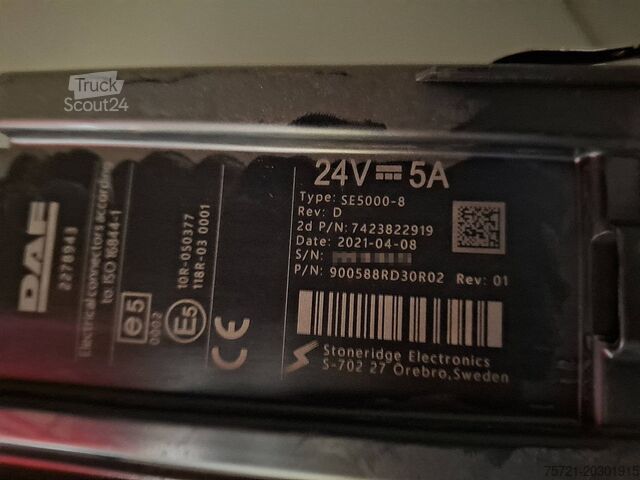 Truck
Scout24
DAF
2278943
Electrical connectors according
to ISO 16844-1
e5
0002
10R-050377
118R-03 0001
E5
CE
24V 5A
Type: SE5000-8
Rev: D
2d P/N: 7423822919
Date: 2021-04-08
S/N:
P/N: 900588RD30R02 Rev: 01
Stoneridge Electronics
S-702 27 Örebro,Sweden
75721-20301915